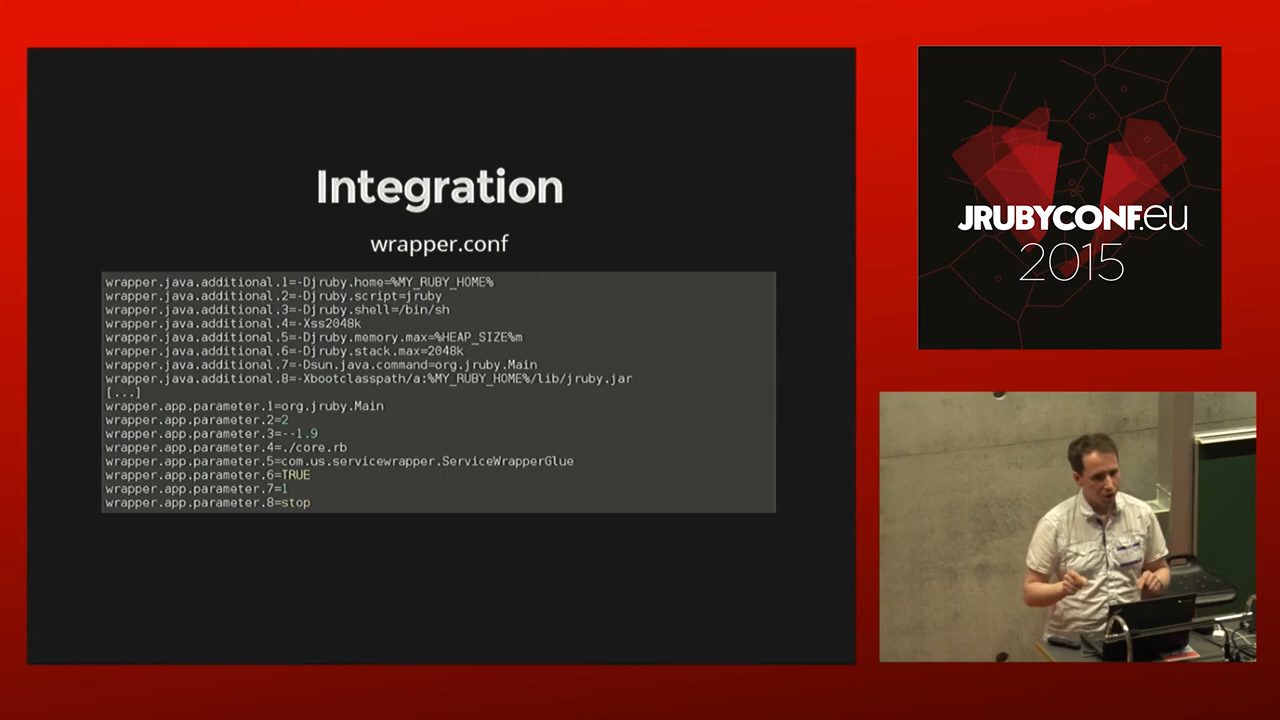 Integration
wrapper.conf
wrapper.java.additional.1=-Djruby.home=%MY_RUBY_HOME%
wrapper.java.additional.2=-Djruby.script=jruby
wrapper.java.additional.3=-Djruby.shell=/bin/sh
wrapper.java.additional.4=-Xss2048k
wrapper.java.additional.5=-Djruby.memory.max=%HEAP_SIZE%m
wrapper.java.additional.6=-Djruby.stack.max=2048k
wrapper.java.additional.7=-Dsun.java.command=org.jruby.Main
wrapper.java.additional.8=-Xbootclasspath/a:%MY_RUBY_HOME%/lib/jruby.jar
[...]
wrapper.app.parameter.1=org.jruby.Main
wrapper.app.parameter.2=2
wrapper.app.parameter.3=--1.9
wrapper.app.parameter.4=./core.rb
wrapper.app.parameter.5=com.us.servicewrapper.ServiceWrapperGlue
wrapper.app.parameter.6=TRUE
wrapper.app.parameter.7=1
wrapper.app.parameter.8=stop
JRUBYCONF.eu
2015